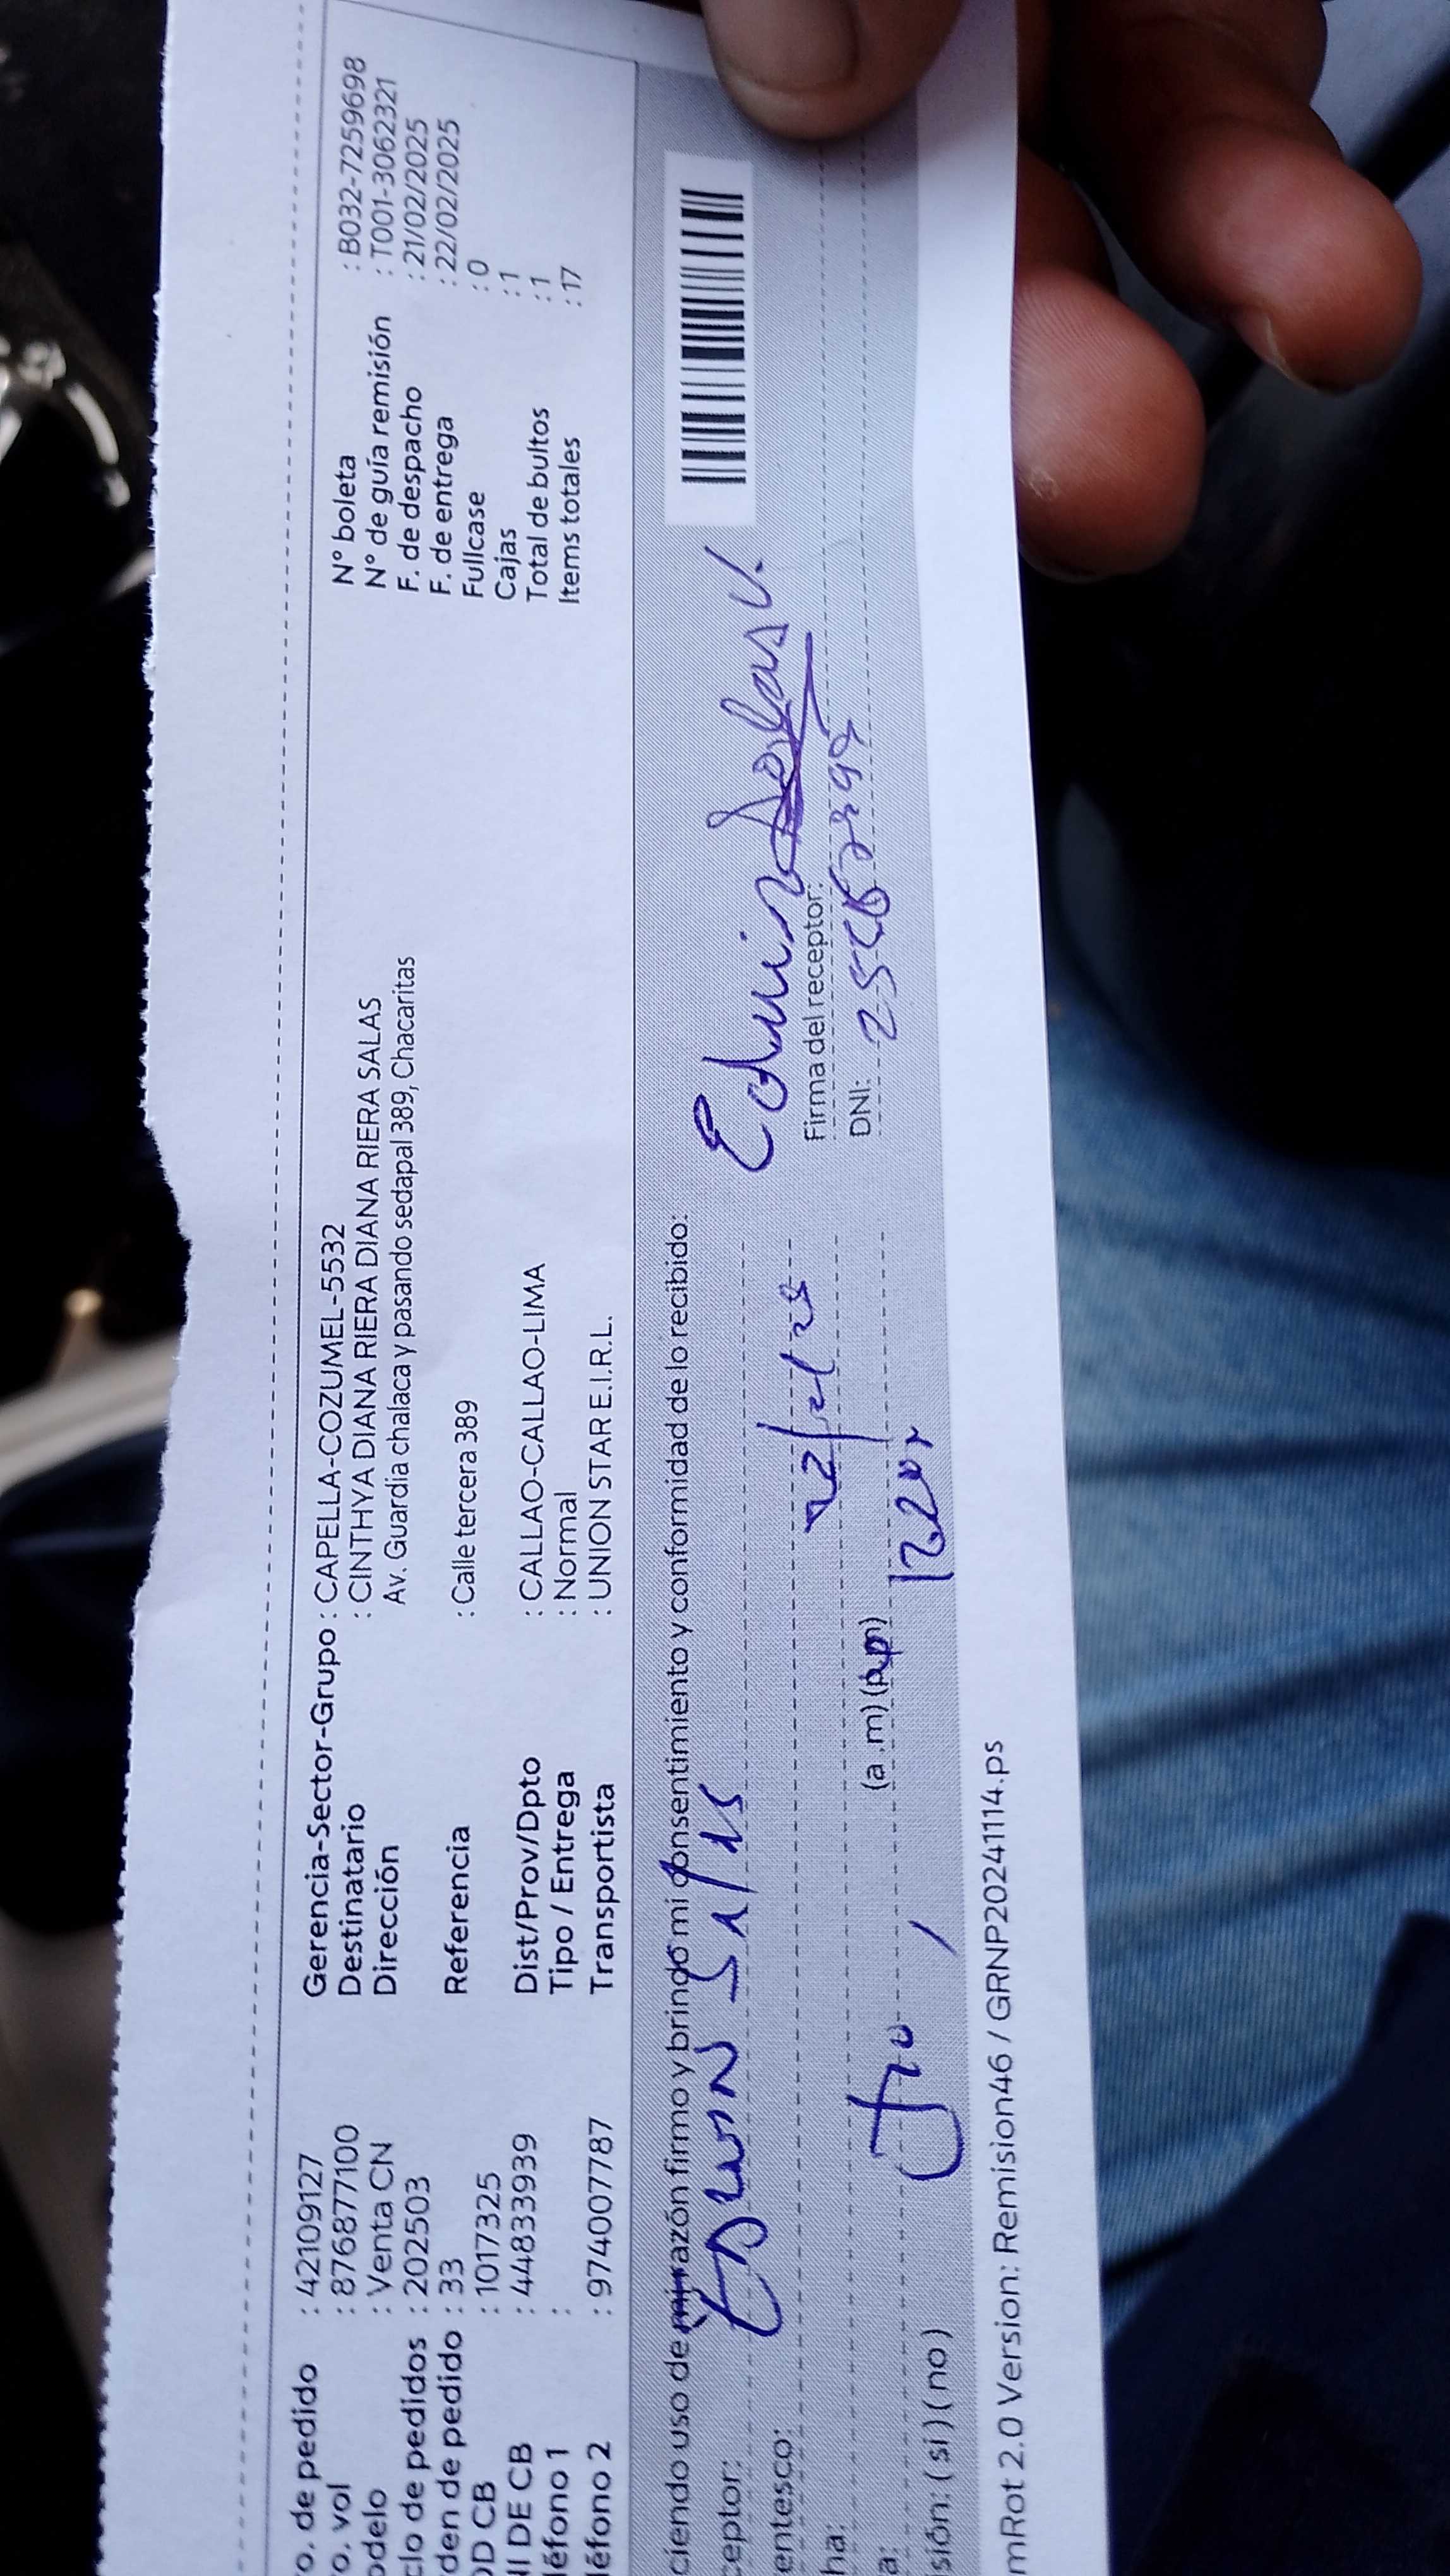 o. de pedido : 42109127
o. vol : 876877100
odelo : Venta CN
clo de pedidos : 202503
den de pedido : 33
OD CB : 1017325
NI DE CB : 44833939
léfono 1 :
léfono 2 : 974007787
Gerencia-Sector-Grupo : CAPELLA-COZUMEL-5532
Destinatario : CINTHYA DIANA RIERA DIANA RIERA SALAS
Dirección Av. Guardia chalaca y pasando sedapal 389, Chacaritas
Referencia : Calle tercera 389
Dist/Prov/Dpto : CALLAO-CALLAO-LIMA
Tipo / Entrega : Normal
Transportista : UNION STAR E.I.R.L.
N° boleta : B032-7259698
N° de guía remisión : T001-3062321
F. de despacho : 21/02/2025
F. de entrega : 22/02/2025
Fullcase : 0
Cajas : 1
Total de bultos : 1
Items totales : 17
ciendo uso de mi razón firmo y brindo mi consentimiento y conformidad de lo recibido:
ceptor: EDWIN
entesco:
ha:
a: (a.m) (p.m)
sión: (si) (no)
Edwin
Firma del receptor:
DNI:
mRot 2.0 Version: Remision46 / GRNP20241114.ps